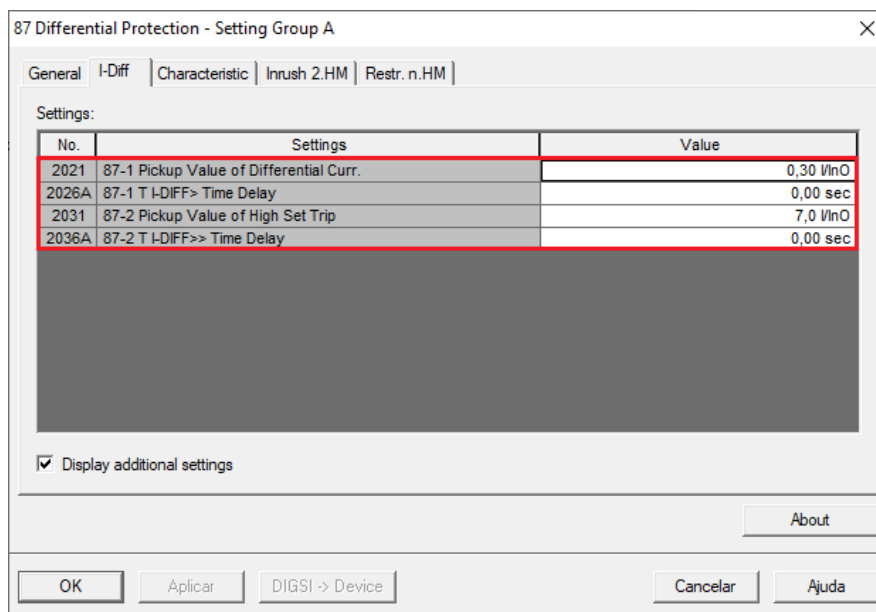 87 Differential Protection - Setting Group A
General I-Diff Characteristic Inrush 2.HM Restr. n.HM
Settings:
No. Settings Value
2021 87-1 Pickup Value of Differential Curr. 0,30 I/InO
2026A 87-1 T I-DIFF> Time Delay 0,00 sec
2031 87-2 Pickup Value of High Set Trip 7,0 I/InO
2036A 87-2 T I-DIFF>> Time Delay 0,00 sec
Display additional settings
About
OK Aplicar DIGSI -> Device Cancelar Ajuda